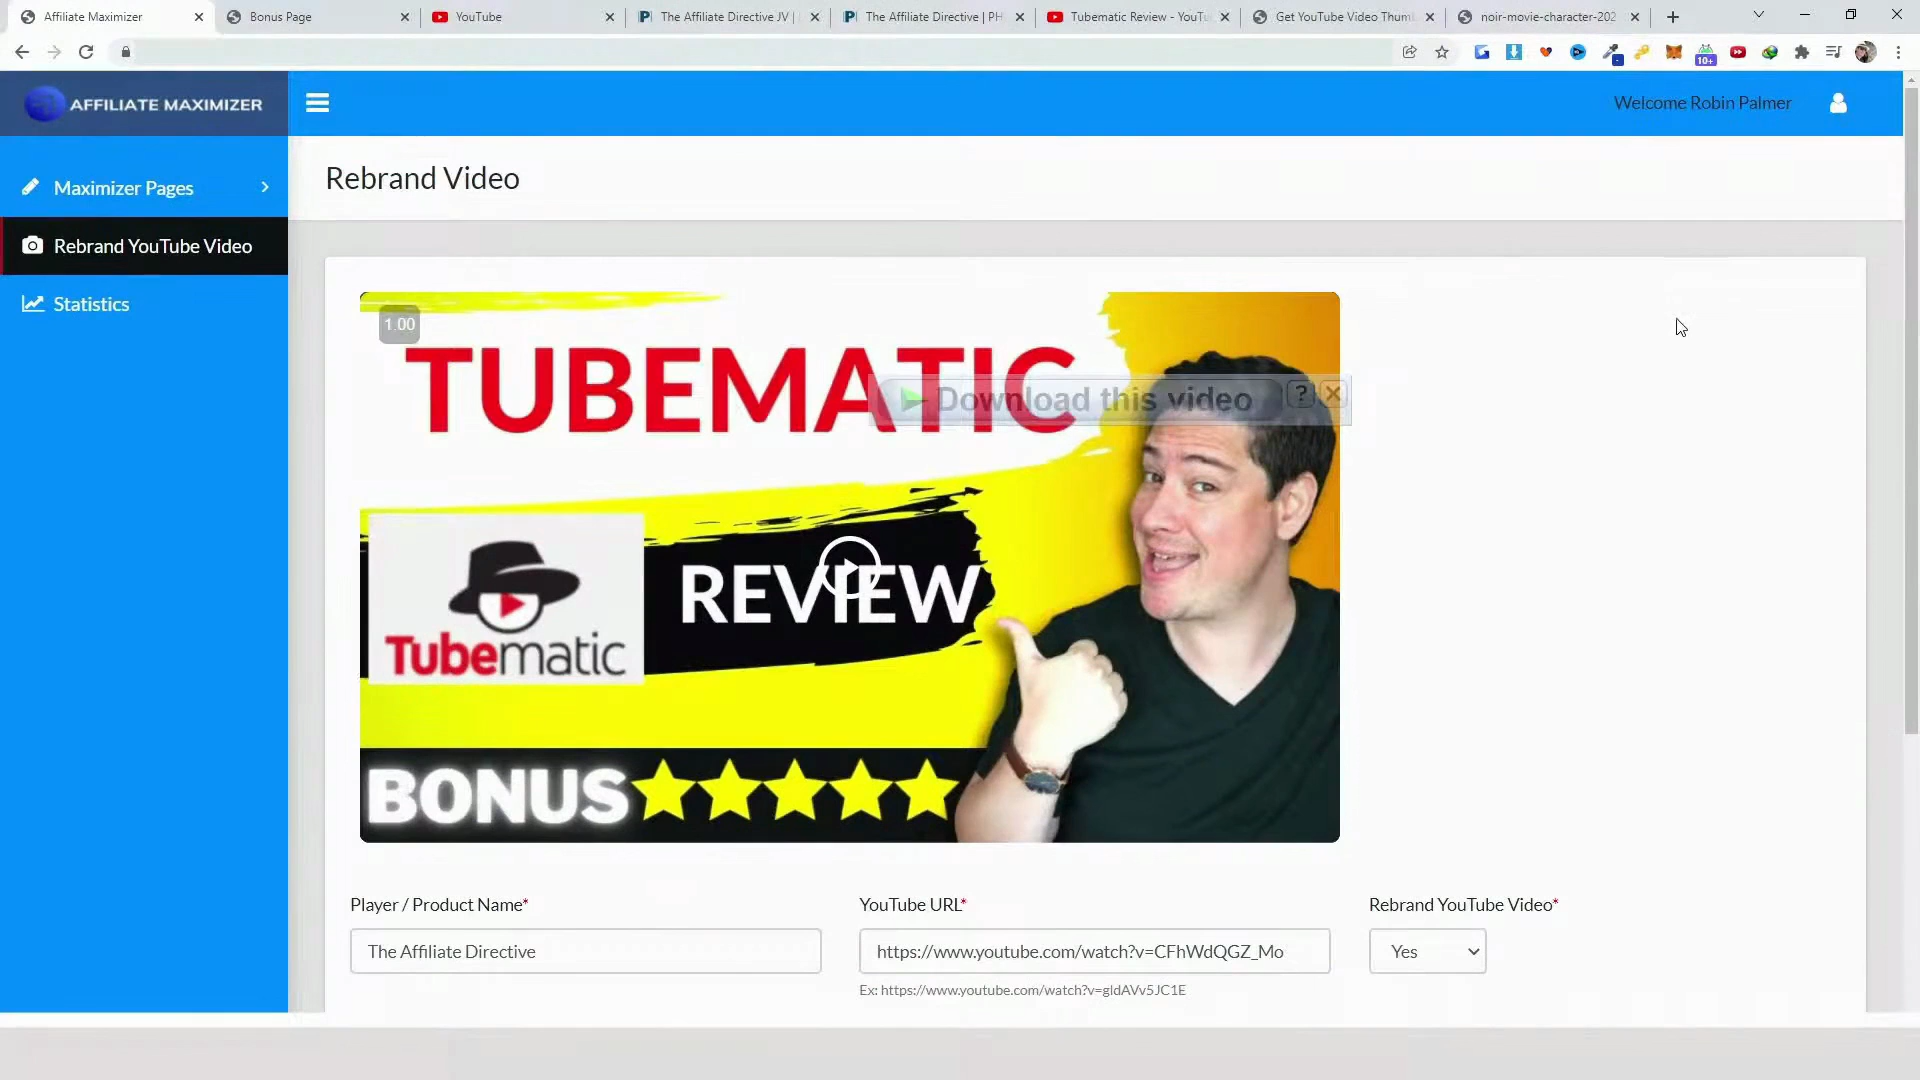 Affiliate Maximizer
Bonus Page
YouTube
The Affiliate Directive JV |
The Affiliate Directive | PH
Tubematic Review - YouTu
Get YouTube Video Thum
noir-movie-character-202
10+
AFFILIATE MAXIMIZER
Welcome Robin Palmer
Maximizer Pages
Rebrand YouTube Video
Statistics
Rebrand Video
1.00
TUBEMATIC
Download this video ?
REVIEW
Tubematic
BONUS
Player / Product Name*
YouTube URL*
Rebrand YouTube Video*
The Affiliate Directive
https://www.youtube.com/watch?v=CFhWdQGZ_Mo
Yes
Ex: https://www.youtube.com/watch?v=gldAVv5JC1E